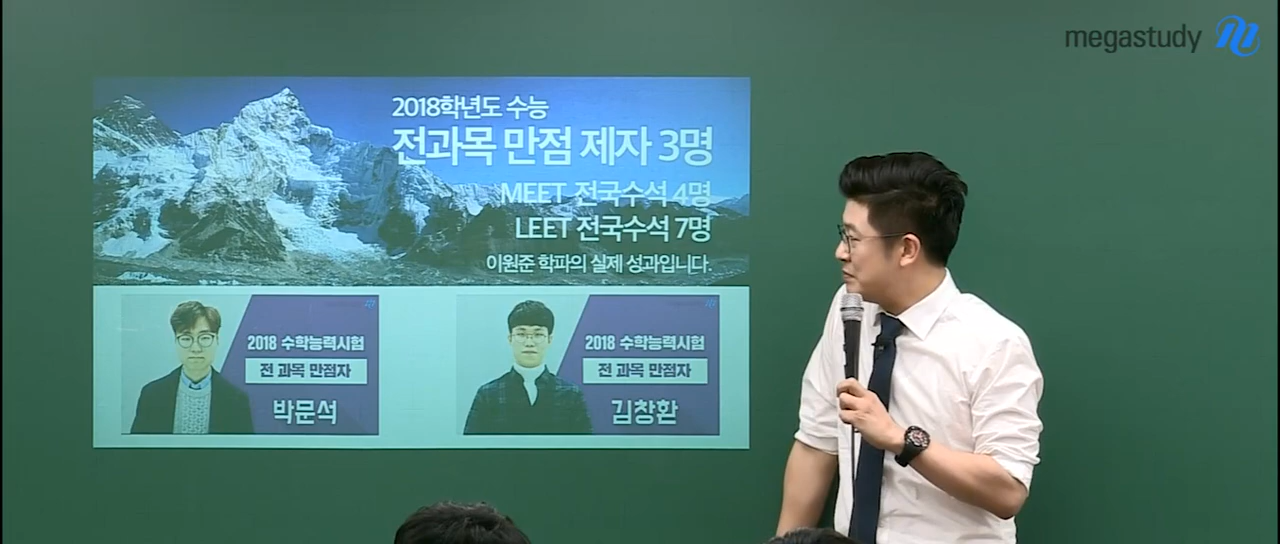 megastudy
2018학년도 수능
전과목 만점 제자 3명
MEET 전국수석 4명
LEET 전국수석 7명
이원준 학파의 실제 성과입니다.
2018 수학능력시험
전 과목 만점자
박문석
2018 수학능력시험
전 과목 만점자
김창환